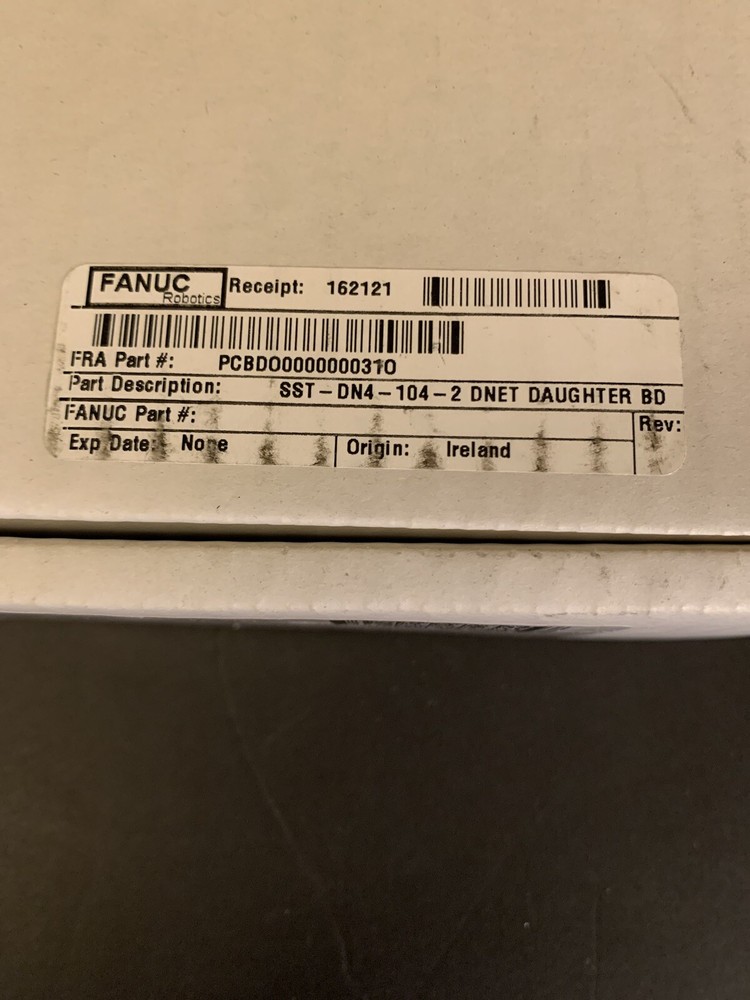 FANUC Robotics Receipt: 162121
FRA Part #: PCBDO00000000310
Part Description: SST-DN4-104-2 DNET DAUGHTER BD
FANUC Part #: Rev:
Exp Date: None Origin: Ireland